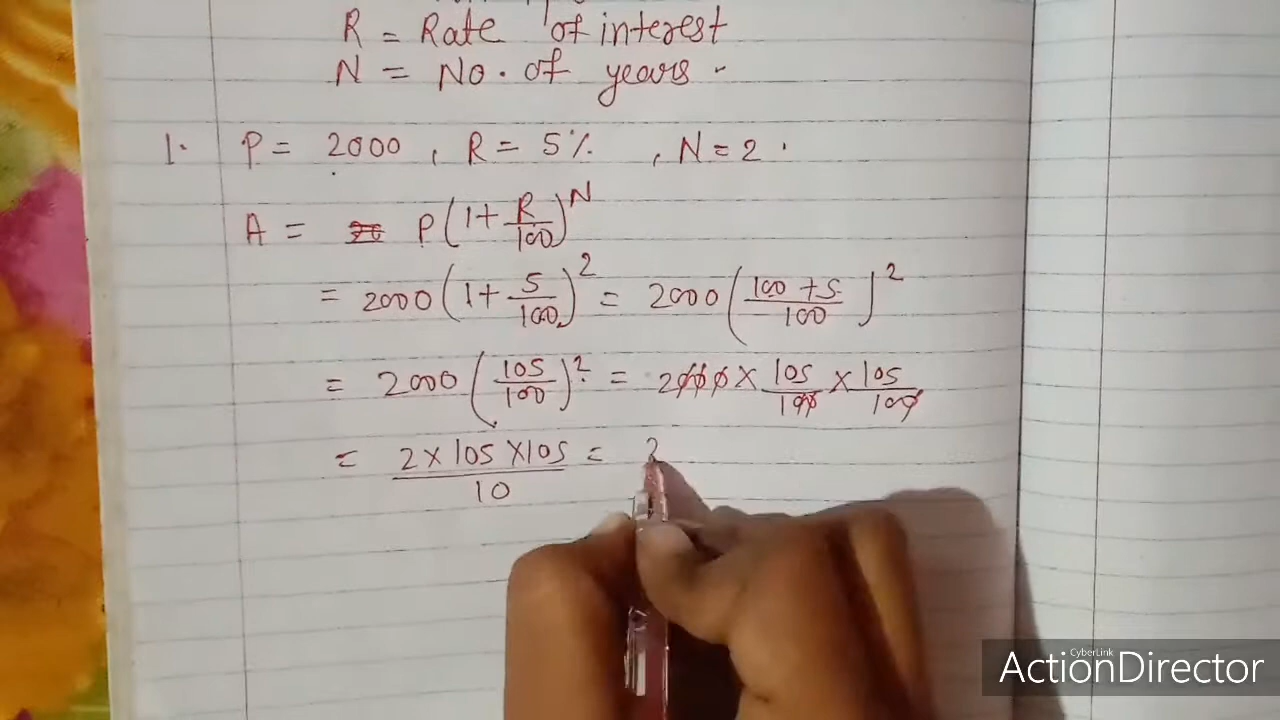 R = Rate of interest
N = No. of years.
1. P = 2000, R = 5%, N = 2.
A = P(1+R/100)^N
= 2000(1+5/100)^2 = 2000(100+5/100)^2
= 2000(105/100)^2 = 2000×105/100×105/100
= 2×105×105/10 = 2
CyberLink
ActionDirector